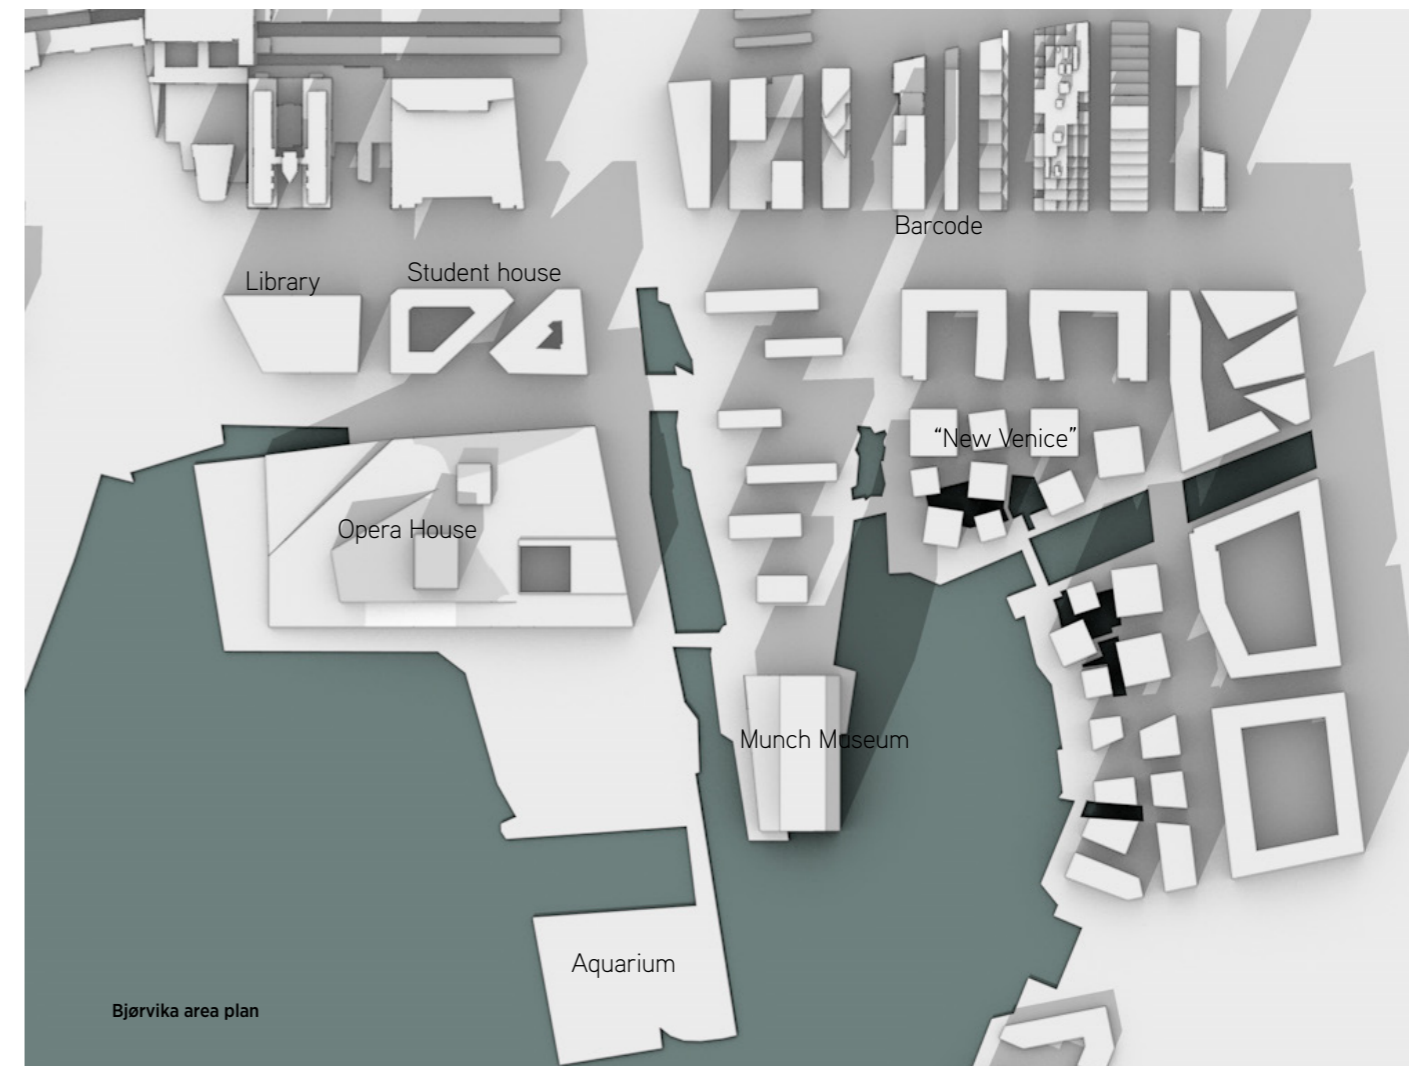 Barcode
Library
Student house
“New Venice”
Opera House
Munch Museum
Aquarium
Bjørvika area plan